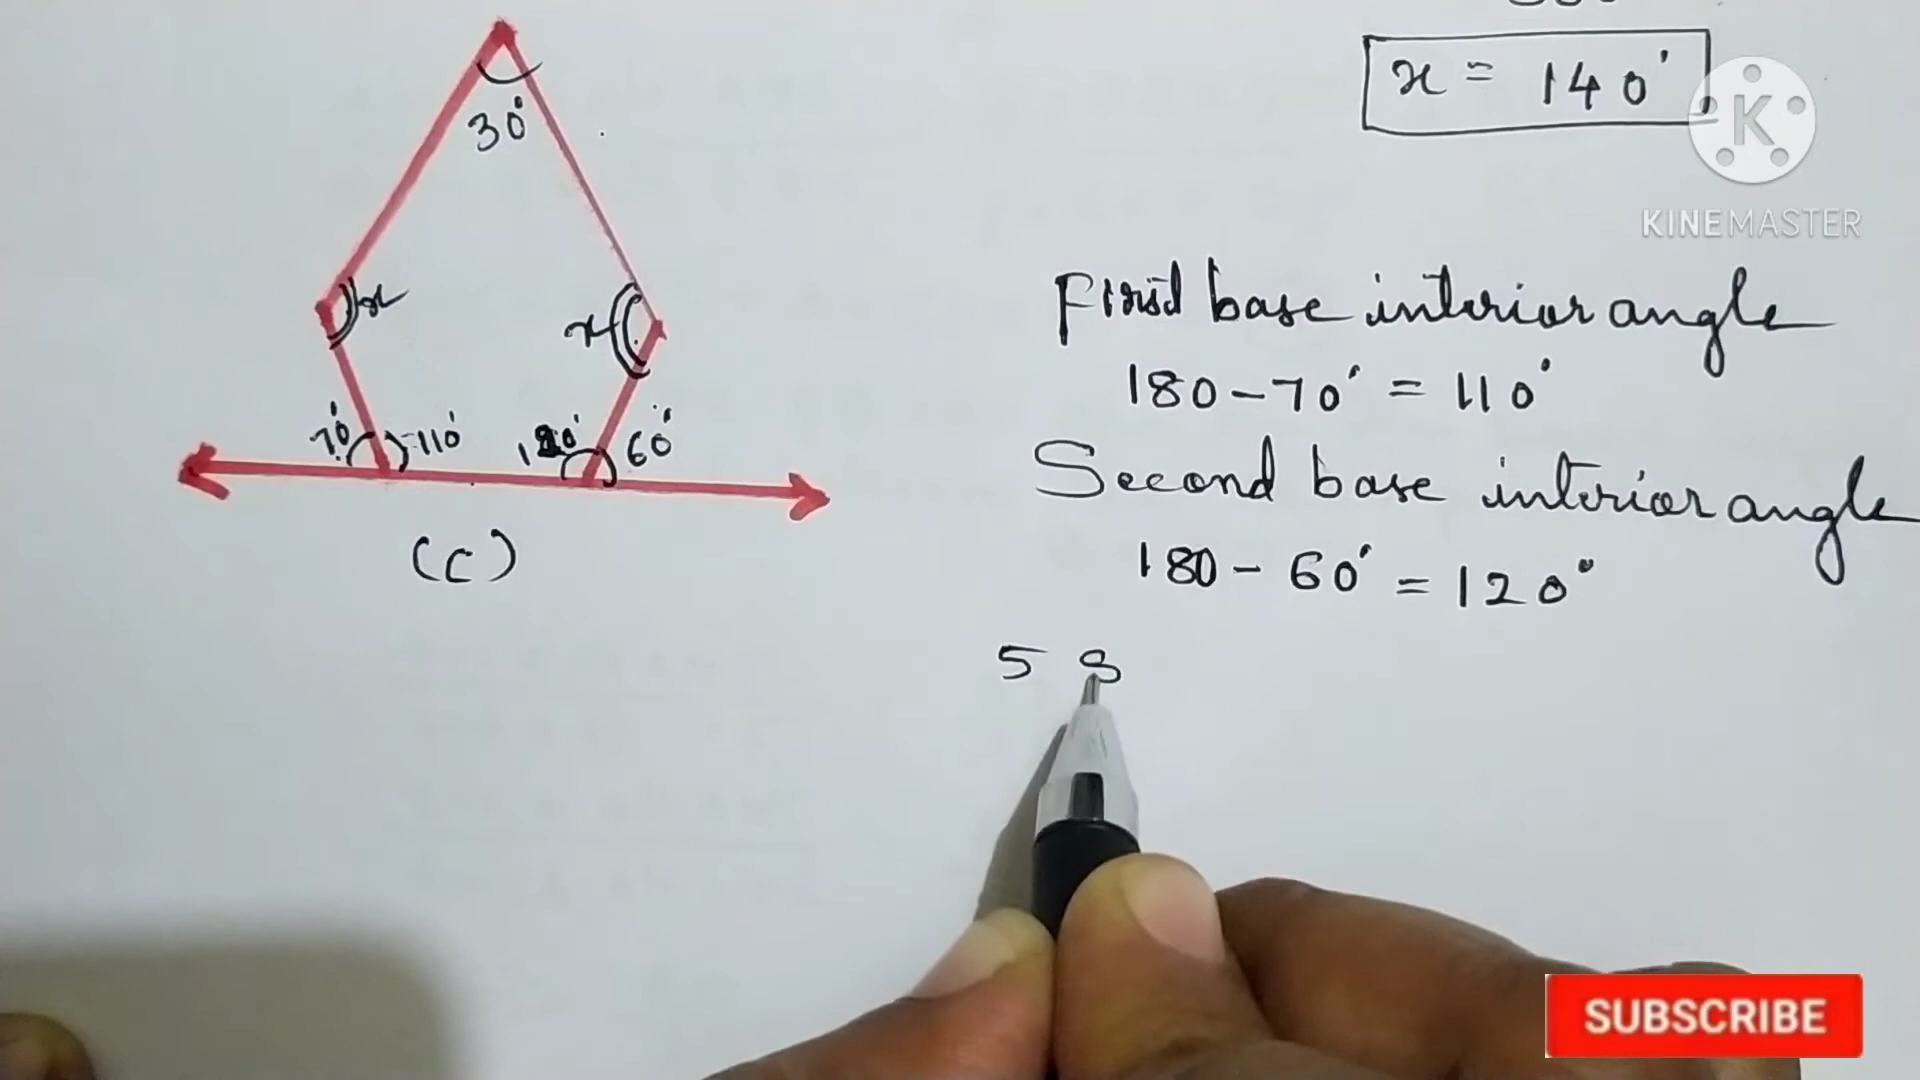 x = 140°
KINEMASTER
30°
x
x
First base interior angle
180-70° = 110°
70°
110°
120°
60°
Second base interior angle
180 - 60° = 120°
(c)
5 s
SUBSCRIBE